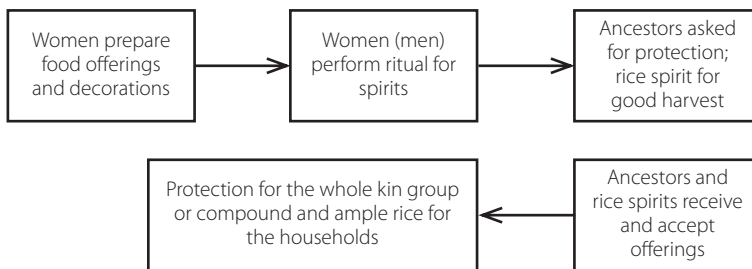 Women prepare
food offerings
and decorations
Women (men)
perform ritual for
spirits
Ancestors asked
for protection;
rice spirit for
good harvest
Protection for the whole kin group
or compound and ample rice for
the households
Ancestors and
rice spirits receive
and accept
offerings